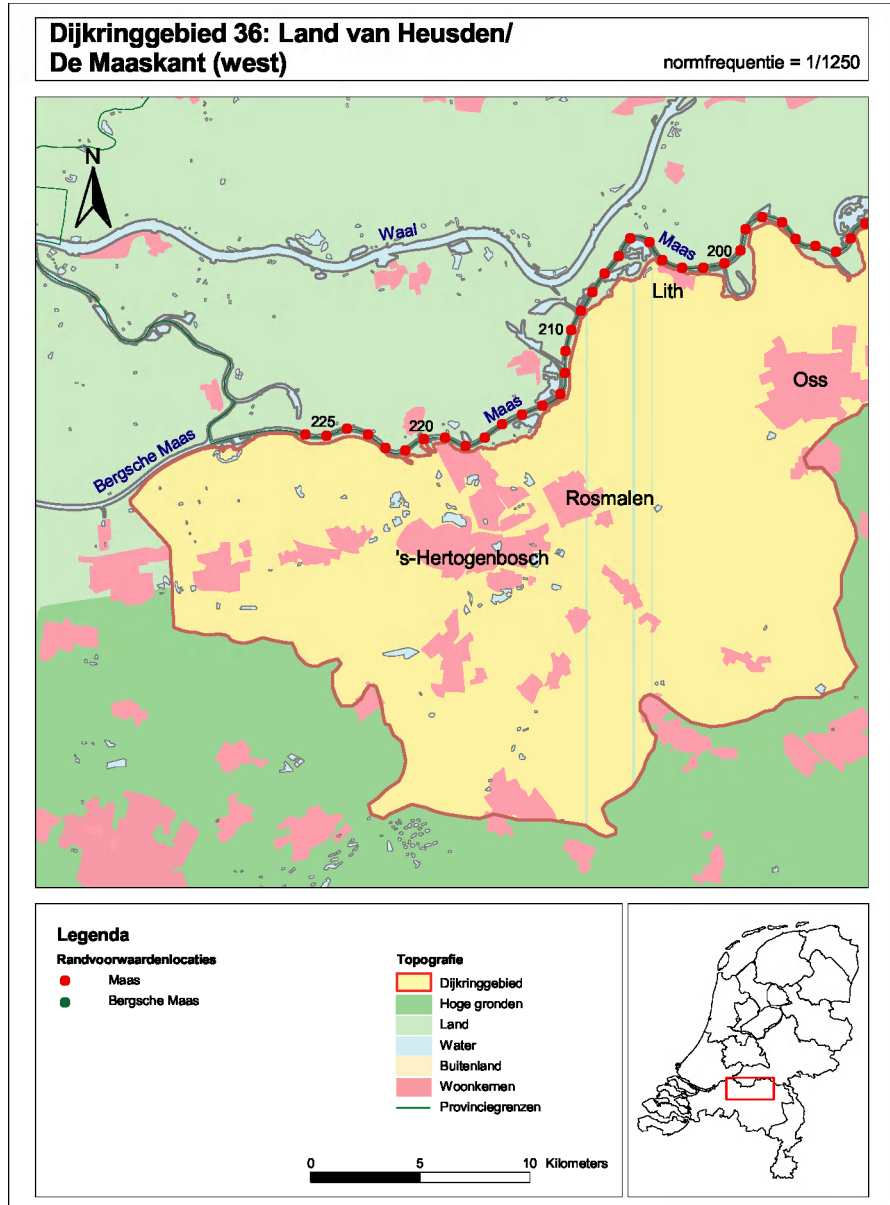 Dijkringgebied 36: Land van Heusden/
De Maaskant (west)
normfrequentie = 1/1250
N
Waal
Maas
200
Lith
210
Oss
Maas
220
225
Bergsche Maas
Rosmalen
's-Hertogenbosch
Legenda
Randvoorwaardenlocaties
Maas
Bergsche Maas
Topografie
Dijkringgebied
Hoge gronden
Land
Water
Buitenland
Woonkernen
Provinciegrenzen
0 5 10 Kilometers